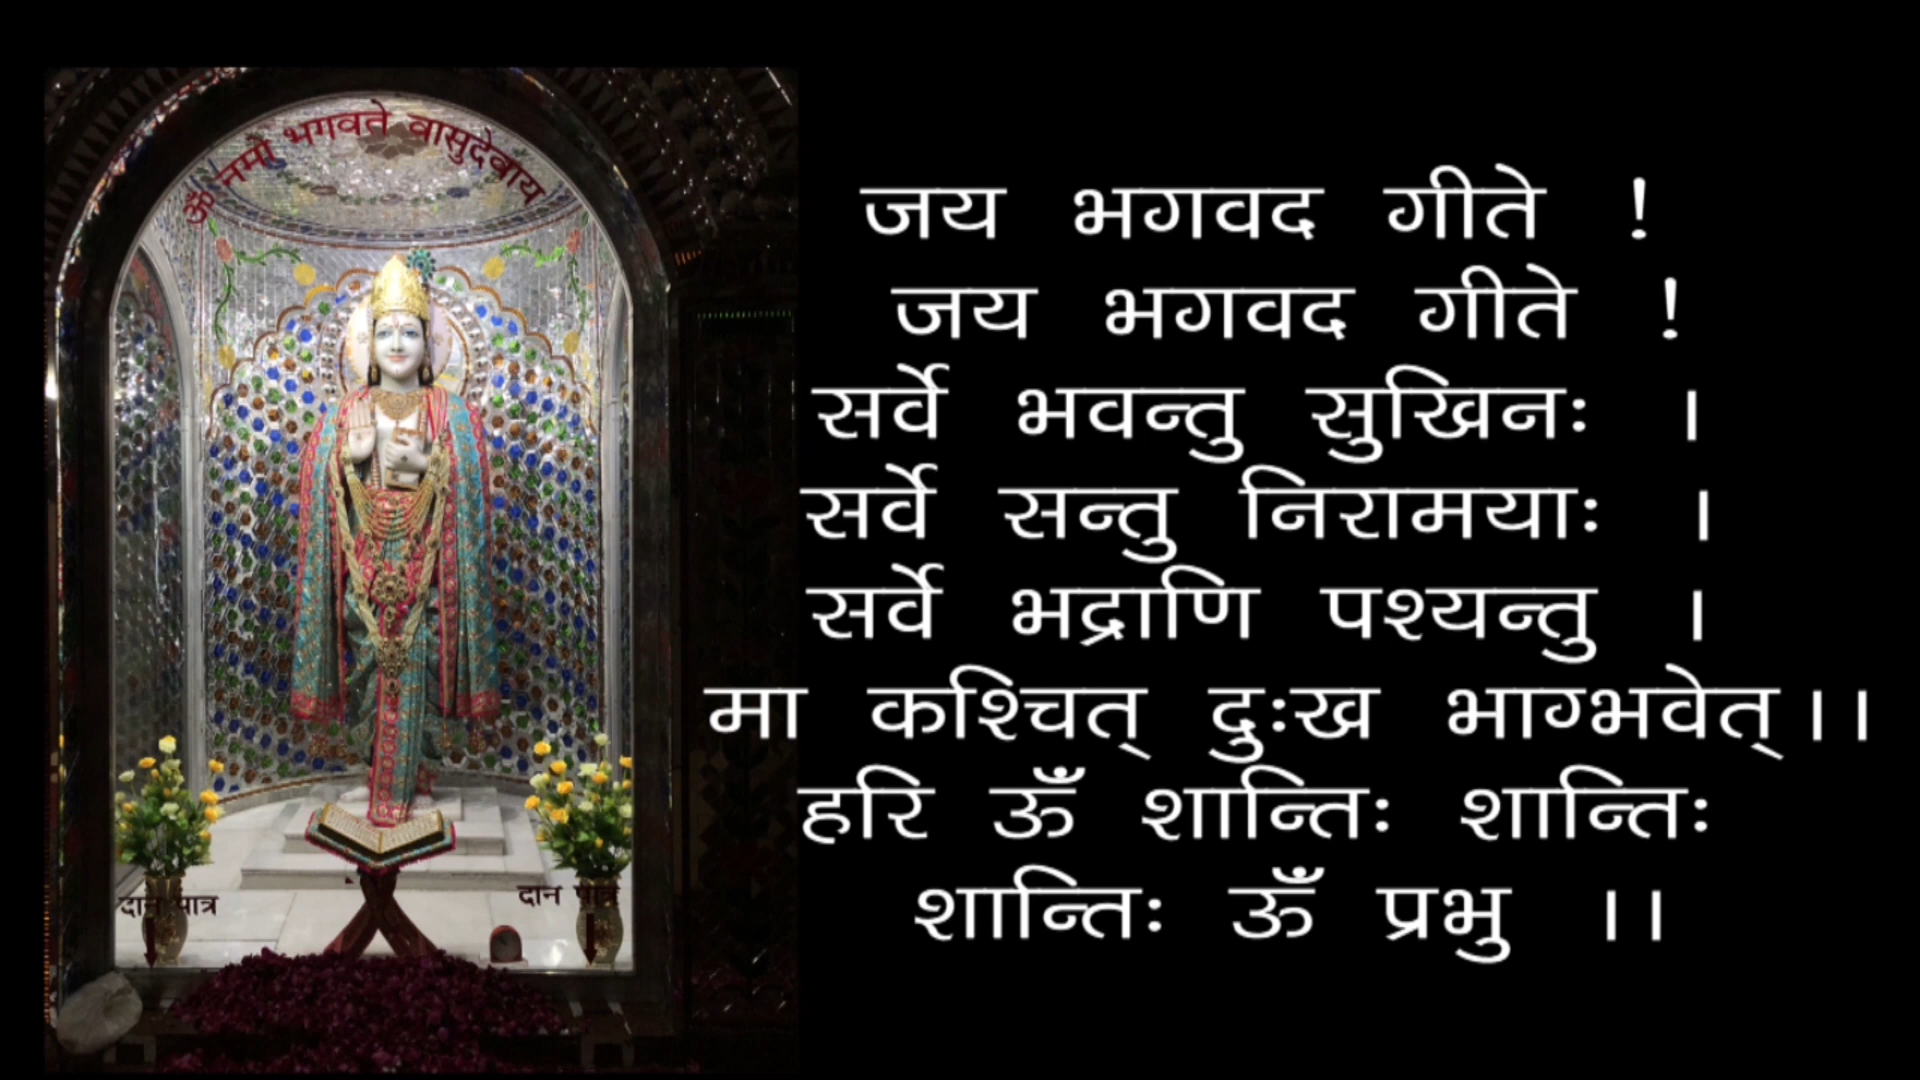 ॐ नमो भगवते वासुदेवाय
दान पात्र
दान पात्र
जय भगवद गीते !
जय भगवद गीते !
सर्वे भवन्तु सुखिनः ।
सर्वे सन्तु निरामयाः ।
सर्वे भद्राणि पश्यन्तु ।
मा कश्चित् दुःख भाग्भवेत्।।
हरि ऊँ शान्तिः शान्तिः
शान्तिः ऊँ प्रभु ।।